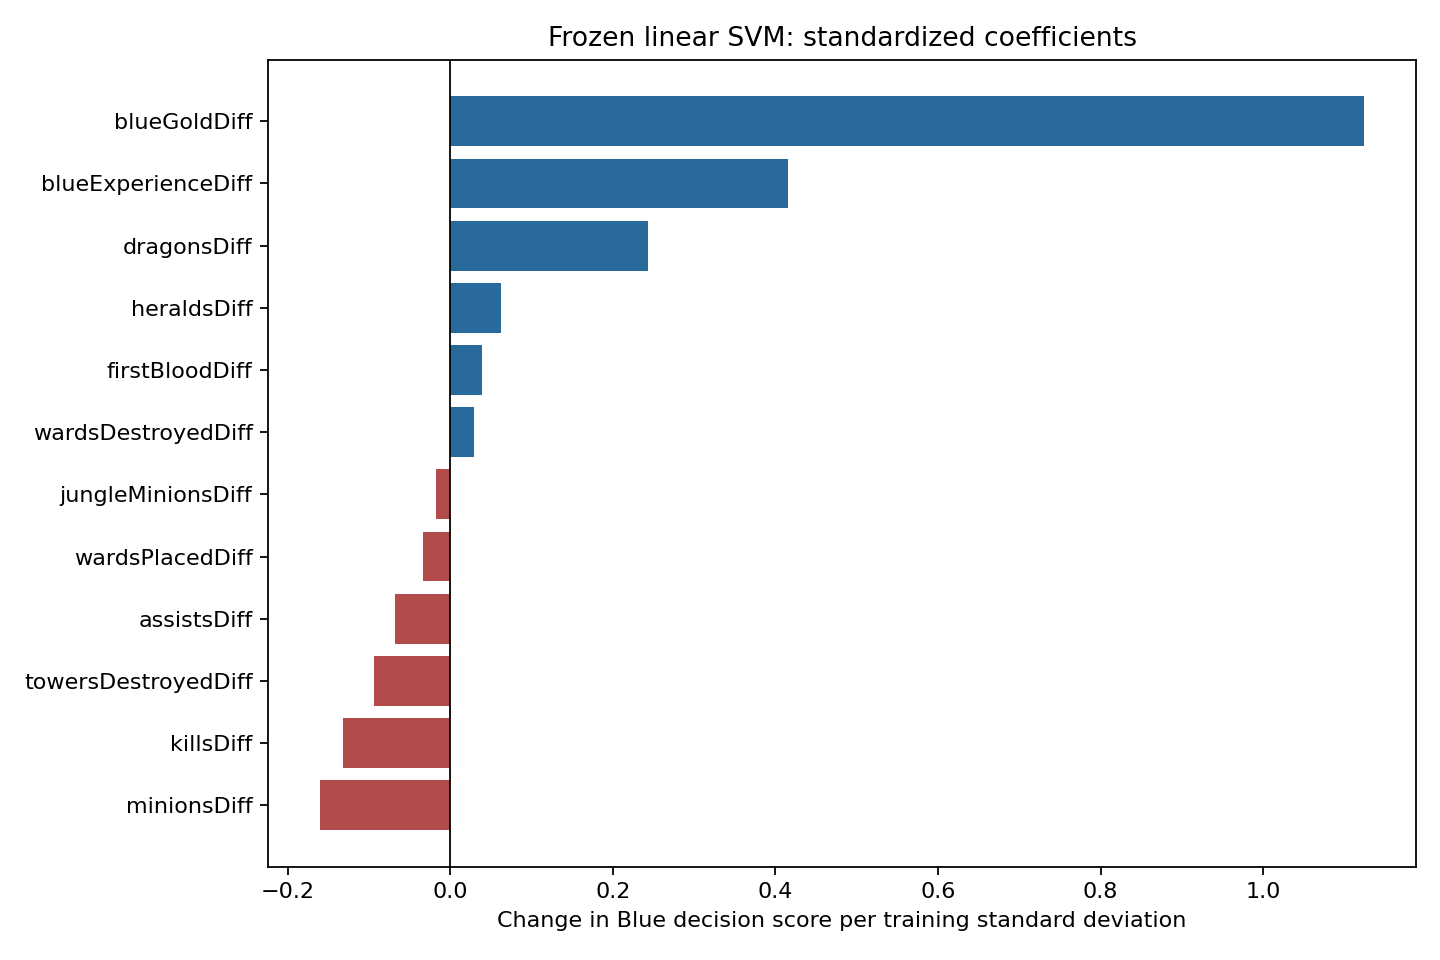 Frozen linear SVM: standardized coefficients
blueGoldDiff
blueExperienceDiff
dragonsDiff
heraldsDiff
firstBloodDiff
wardsDestroyedDiff
jungleMinionsDiff
wardsPlacedDiff
assistsDiff
towersDestroyedDiff
killsDiff
minionsDiff
−0.2 0.0 0.2 0.4 0.6 0.8 1.0
Change in Blue decision score per training standard deviation